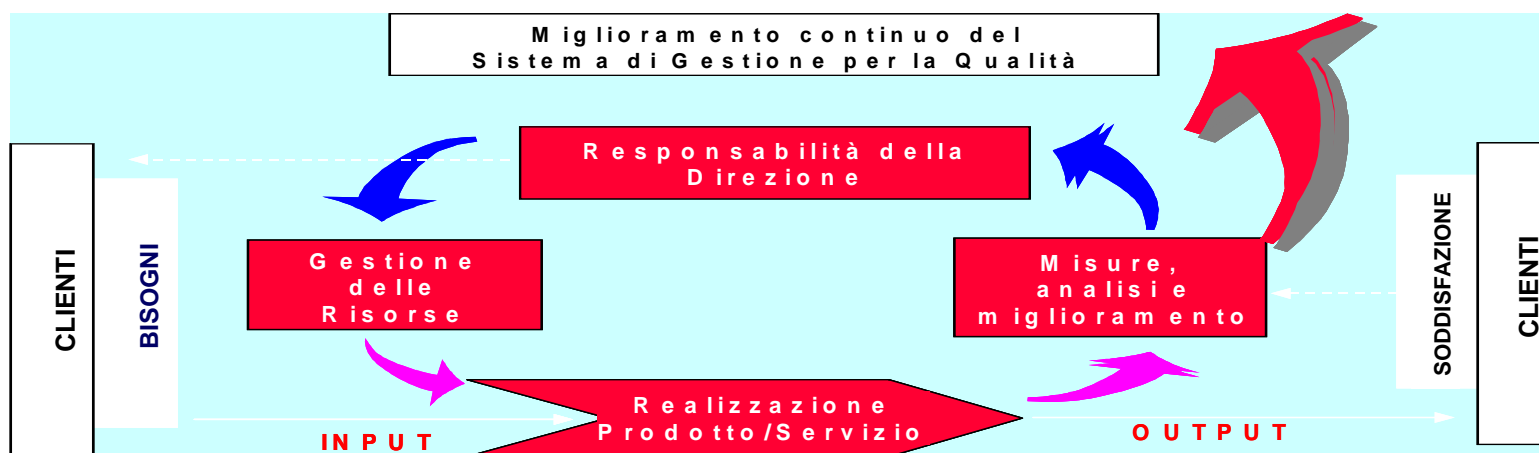 Miglioramento continuo del
Sistema di Gestione per la Qualità
Responsabilità della
Direzione
CLIENTI
BISOGNI
Gestione
delle
Risorse
Misure,
analisi e
miglioramento
SODDISFAZIONE
CLIENTI
Realizzazione
Prodotto/Servizio
INPUT
OUTPUT